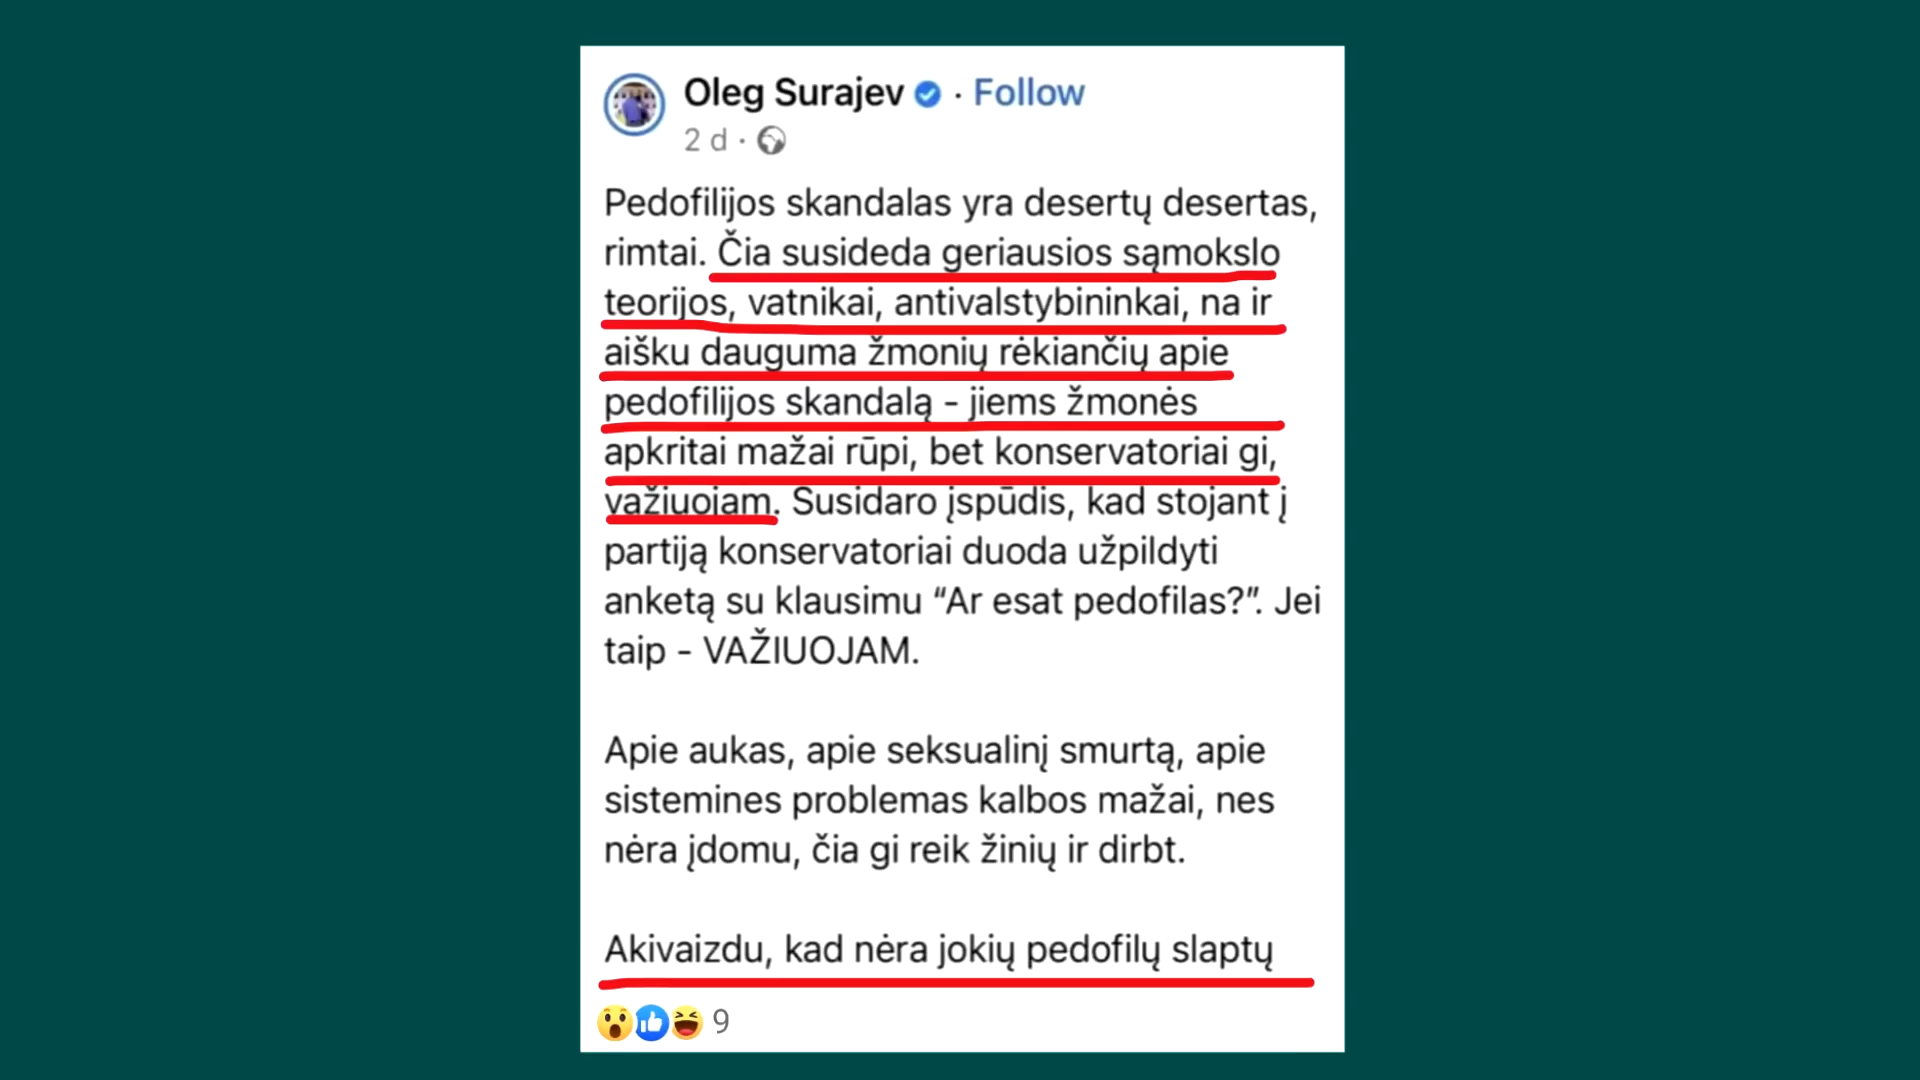 Oleg Surajev · Follow
2 d ·
Pedofilijos skandalas yra desertų desertas,
rimtai. Čia susideda geriausios sąmokslo
teorijos, vatnikai, antivalstybininkai, na ir
aišku dauguma žmonių rėkiančių apie
pedofilijos skandalą - jiems žmonės
apkritai mažai rūpi, bet konservatoriai gi,
važiuojam. Susidaro įspūdis, kad stojant į
partiją konservatoriai duoda užpildyti
anketą su klausimu “Ar esat pedofilas?”. Jei
taip - VAŽIUOJAM.
Apie aukas, apie seksualinį smurtą, apie
sistemines problemas kalbos mažai, nes
nėra įdomu, čia gi reik žinių ir dirbt.
Akivaizdu, kad nėra jokių pedofilų slaptų
9